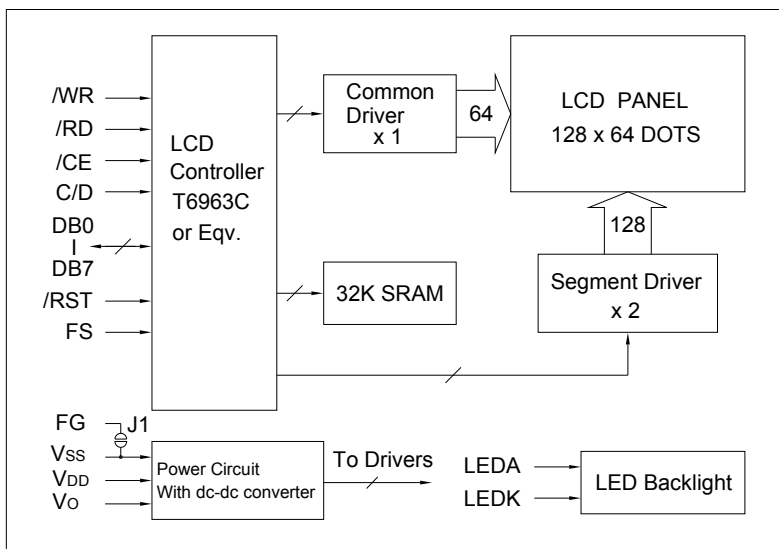 /WR
/RD
/CE
C/D
DB0
I
DB7
/RST
FS
LCD
Controller
T6963C
or Eqv.
Common
Driver
x 1
64
LCD PANEL
128 x 64 DOTS
128
Segment Driver
x 2
32K SRAM
FG
J1
VSS
VDD
VO
Power Circuit
With dc-dc converter
To Drivers
LEDA
LEDK
LED Backlight